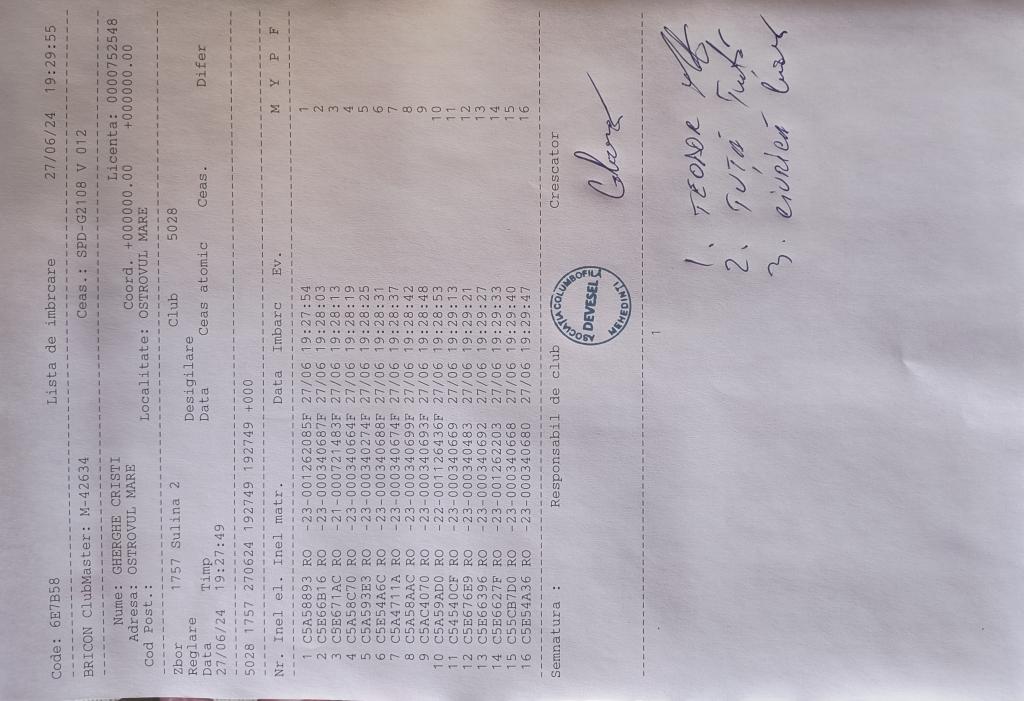 Code: 6E7B58 Lista de imbrcare 27/06/24 19:29:55
BRICON ClubMaster: M-42634 Ceas.: SPD-G2108 V 012
Nume: GHERGHE CRISTI Licenta: 0000752548
Adresa: OSTROVUL MARE Coord. +000000.00 +000000.00
Cod Post.: Localitate: OSTROVUL MARE
Zbor 1757 Sulina 2 Club 5028
Reglare Desigilare
Data Timp Data Ceas atomic Ceas. Difer
27/06/24 19:27:49
5028 1757 270624 192749 192749 +000
Nr. Inel el. Inel matr. Data Imbarc Ev. M Y P F
1 C5A58893 RO -23-001262085F 27/06 19:27:54 1
2 C5E66B16 RO -23-000340687F 27/06 19:28:03 2
3 C5E671AC RO -21-000721483F 27/06 19:28:13 3
4 C5A58C70 RO -23-000340664F 27/06 19:28:19 4
5 C5A593E3 RO -23-000340274F 27/06 19:28:25 5
6 C5E54A6C RO -23-000340688F 27/06 19:28:31 6
7 C5A4711A RO -23-000340674F 27/06 19:28:37 7
8 C5A58AAC RO -23-000340699F 27/06 19:28:42 8
9 C5AC4070 RO -23-000340693F 27/06 19:28:48 9
10 C5A59AD0 RO -22-001126436F 27/06 19:28:53 10
11 C54540CF RO -23-000340669 27/06 19:29:13 11
12 C5E676E9 RO -23-000340483 27/06 19:29:21 12
13 C5E66396 RO -23-000340692 27/06 19:29:27 13
14 C5E6627F RO -23-001262203 27/06 19:29:33 14
15 C55CB7D0 RO -23-000340668 27/06 19:29:40 15
16 C5E54A36 RO -23-000340680 27/06 19:29:47 16
Semnatura : Responsabil de club Crescator
ASOCIAȚIA COLUMBOFILĂ
DEVESEL
MEHEDINȚI
1
1. TEODOR
2. TUTĂ Tută
3. CIURICĂ